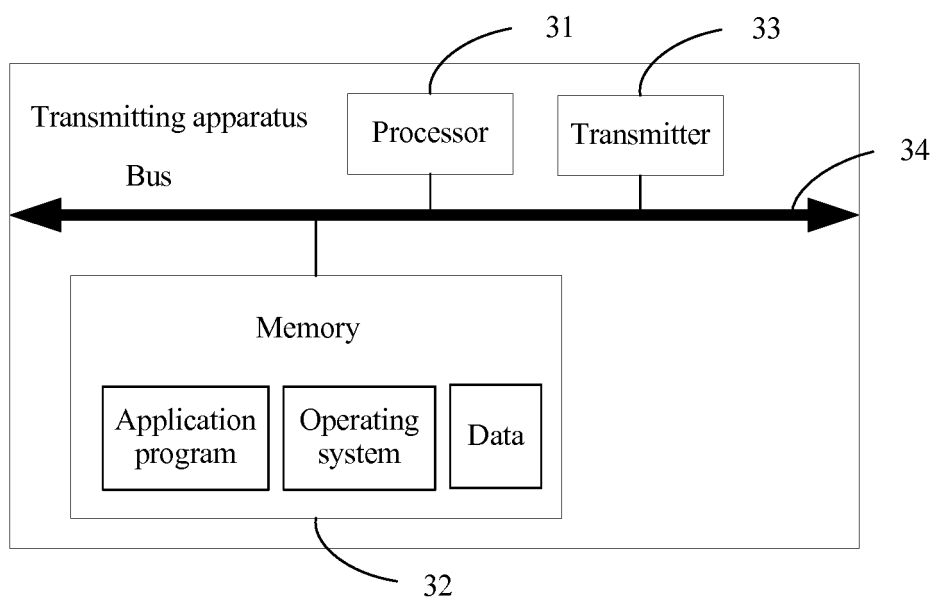 31
33
Transmitting apparatus
Processor
Transmitter
34
Bus
Memory
Application
program
Operating
system
Data
32